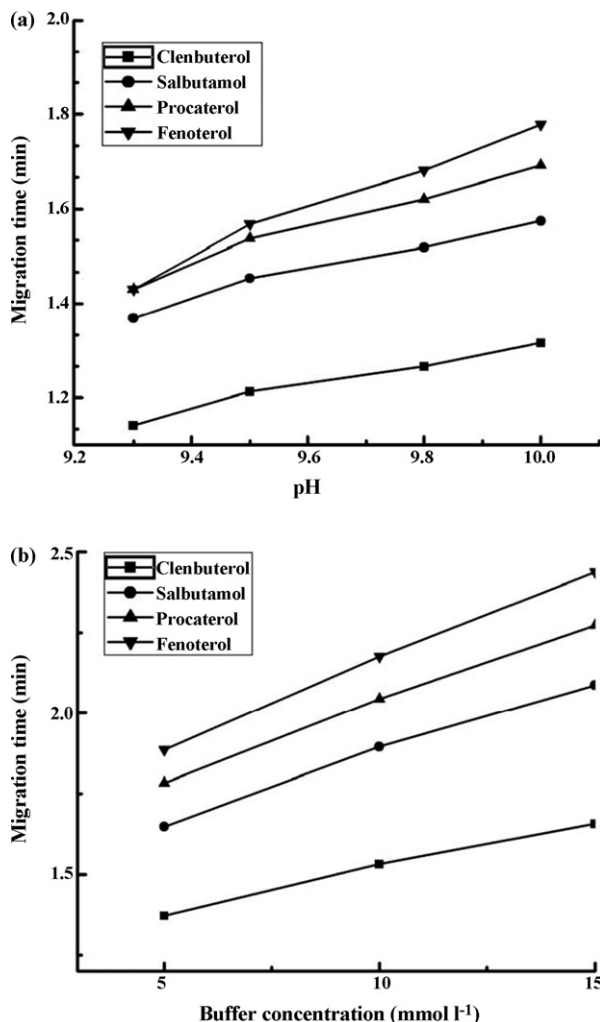 (a)
2.0
1.8
1.6
1.4
1.2
Migration time (min)
Clenbuterol
Salbutamol
Procaterol
Fenoterol
9.2 9.4 9.6 9.8 10.0
pH
(b)
2.5
2.0
1.5
Migration time (min)
Clenbuterol
Salbutamol
Procaterol
Fenoterol
5 10 15
Buffer concentration (mmol l⁻¹)